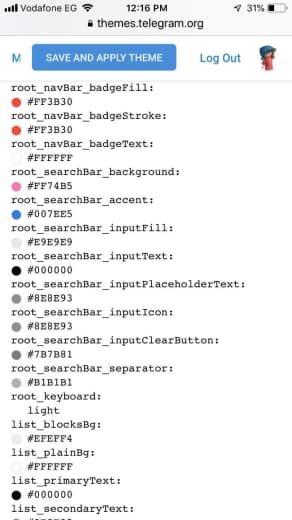 Vodafone EG 12:16 PM 31%
themes.telegram.org
M SAVE AND APPLY THEME Log Out
root_navBar_badgeFill:
#FF3B30
root_navBar_badgeStroke:
#FF3B30
root_navBar_badgeText:
#FFFFFF
root_searchBar_background:
#FF74B5
root_searchBar_accent:
#007EE5
root_searchBar_inputFill:
#E9E9E9
root_searchBar_inputText:
#000000
root_searchBar_inputPlaceholderText:
#8E8E93
root_searchBar_inputIcon:
#8E8E93
root_searchBar_inputClearButton:
#7B7B81
root_searchBar_separator:
#B1B1B1
root_keyboard:
light
list_blocksBg:
#EFEFF4
list_plainBg:
#FFFFFF
list_primaryText:
#000000
list_secondaryText: